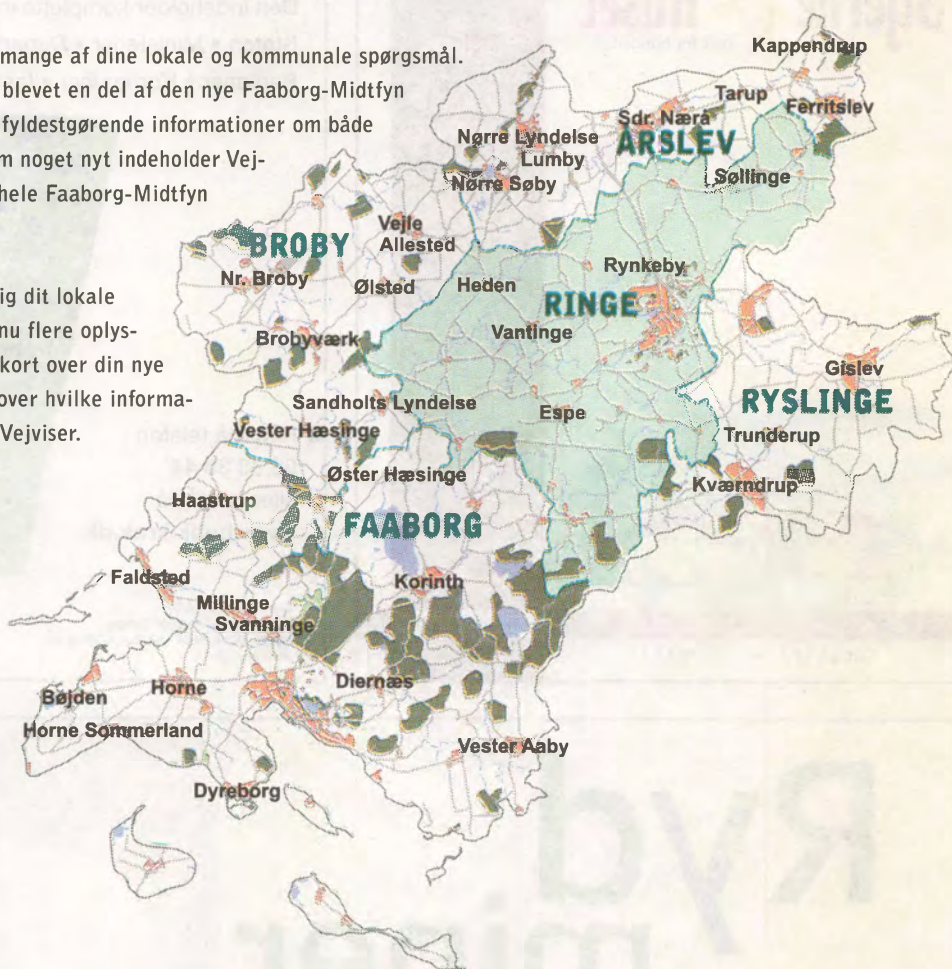 mange af dine lokale og kommunale spørgsmål.
blevet en del af den nye Faaborg-Midtfyn
fyldestgørende informationer om både
m noget nyt indeholder Vej-
hele Faaborg-Midtfyn
ig dit lokale
nu flere oplys-
kort over din nye
over hvilke informa-
Vejviser.
Kappendrup
Tarup
Ferritslev
Sdr. Nærå
Nørre Lyndelse
ARSLEV
Lumby
Nørre Søby
Søllinge
Vejle
BROBY
Allested
Nr. Broby
Rynkeby
Ølsted
Heden
RINGE
Brobyværk
Vantinge
Gislev
Sandholts Lyndelse
Espe
RYSLINGE
Vester Hæsinge
Trunderup
Øster Hæsinge
Kværndrup
Haastrup
FAABORG
Faldsted
Korinth
Millinge
Svanninge
Diernæs
Horne
Bøjden
Horne Sommerland
Vester Aaby
Dyreborg